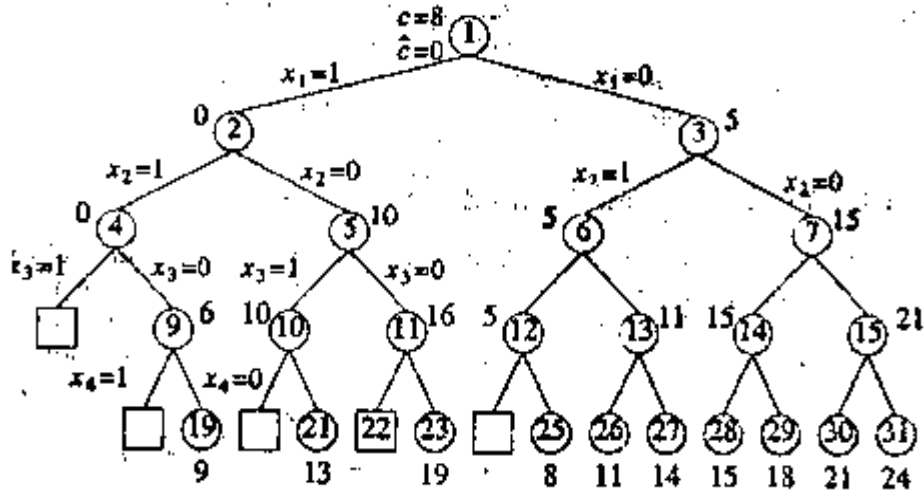 c=8
1
ĉ=0
x₁=1
x₁=0
0 2
3 5
x₂=1
x₂=0
x₂=1
x₂=0
0 4
5 10
5 6
7 15
x₃=1
x₃=0
x₃=1
x₃=0
9 6
10 10
11 16
5 12
13 11
15 14
15 21
x₄=1
x₄=0
19 21 22 23 25 26 27 28 29 30 31
9 13 19 8 11 14 15 18 21 24